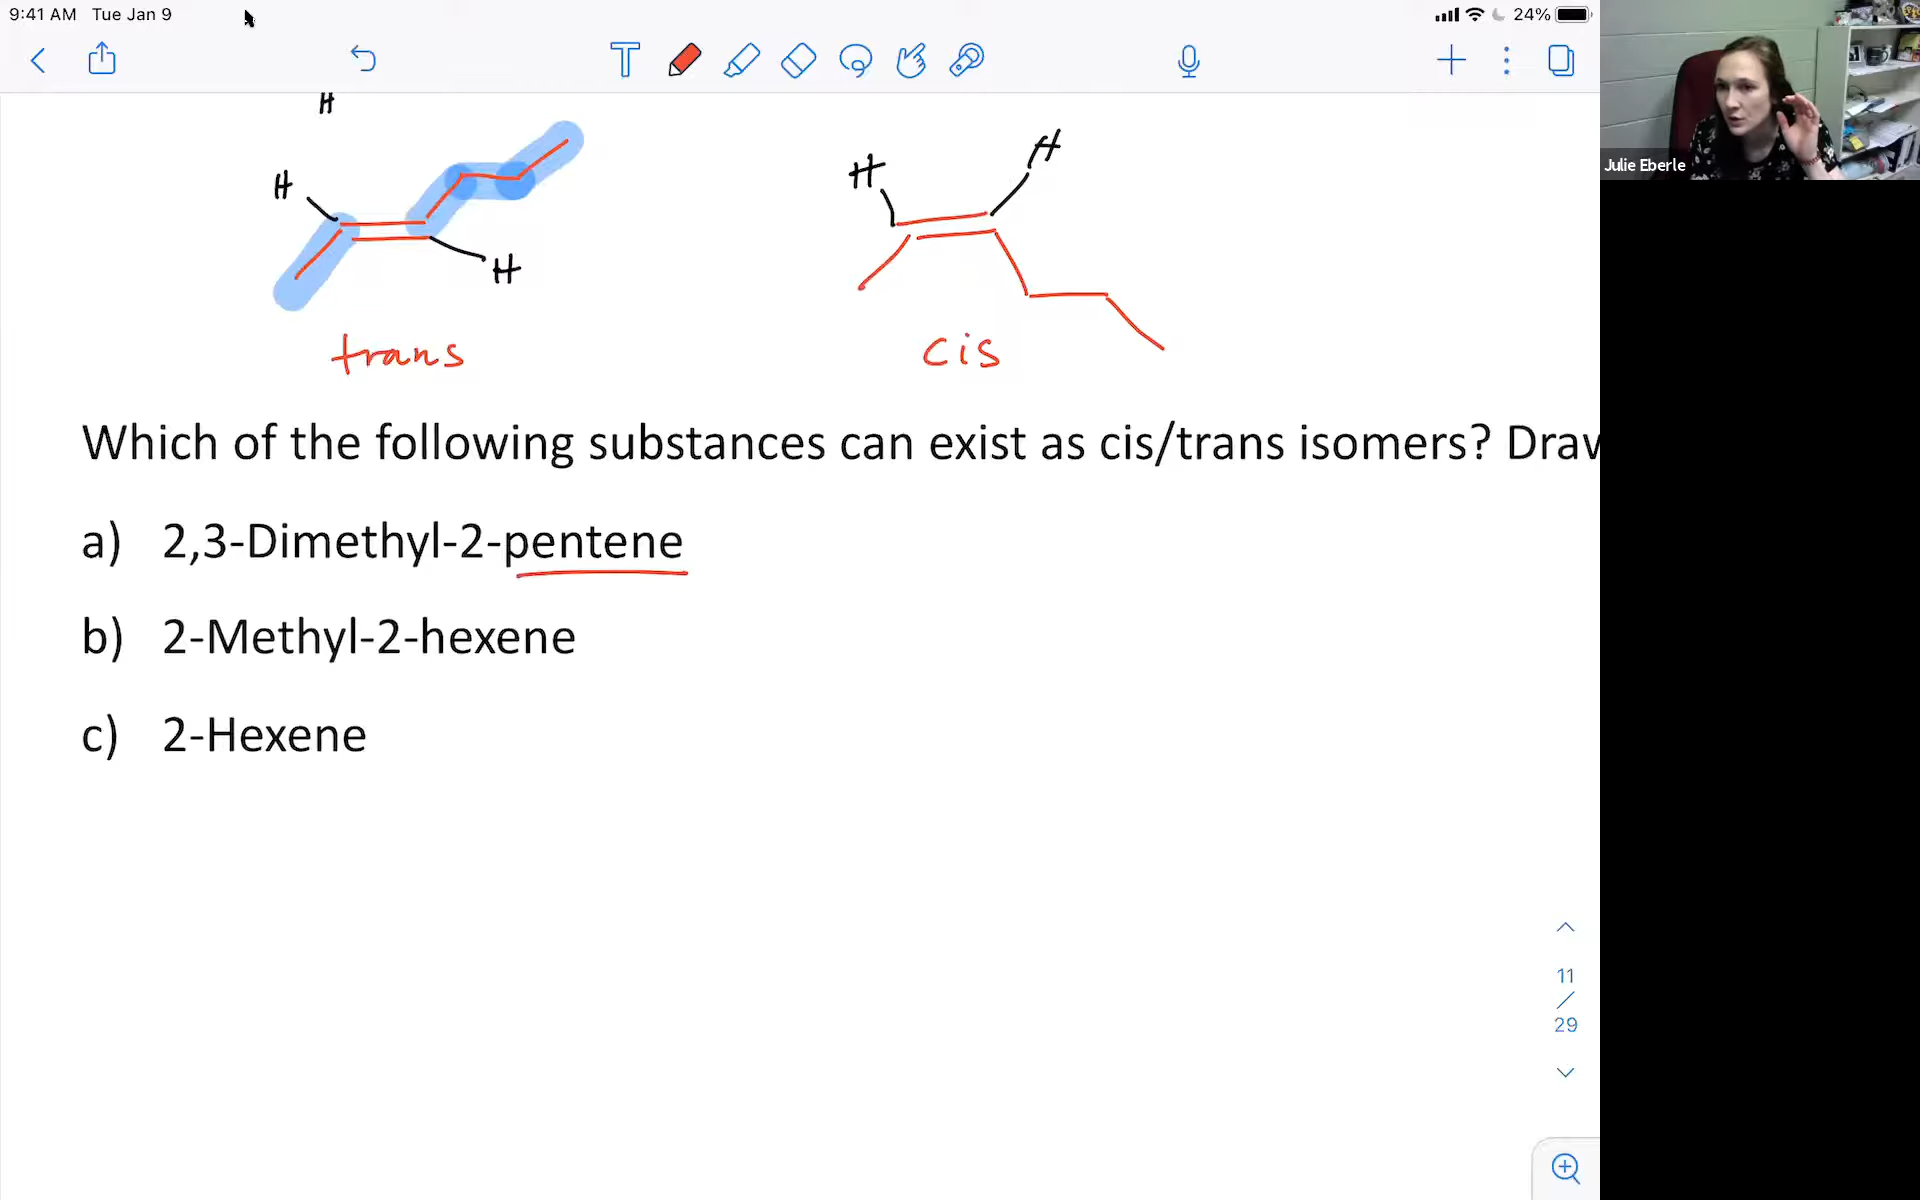 9:41 AM Tue Jan 9
24%
T
Julie Eberle
H
H
H
H
H
trans
cis
Which of the following substances can exist as cis/trans isomers? Draw
a) 2,3-Dimethyl-2-pentene
b) 2-Methyl-2-hexene
c) 2-Hexene
11
/
29